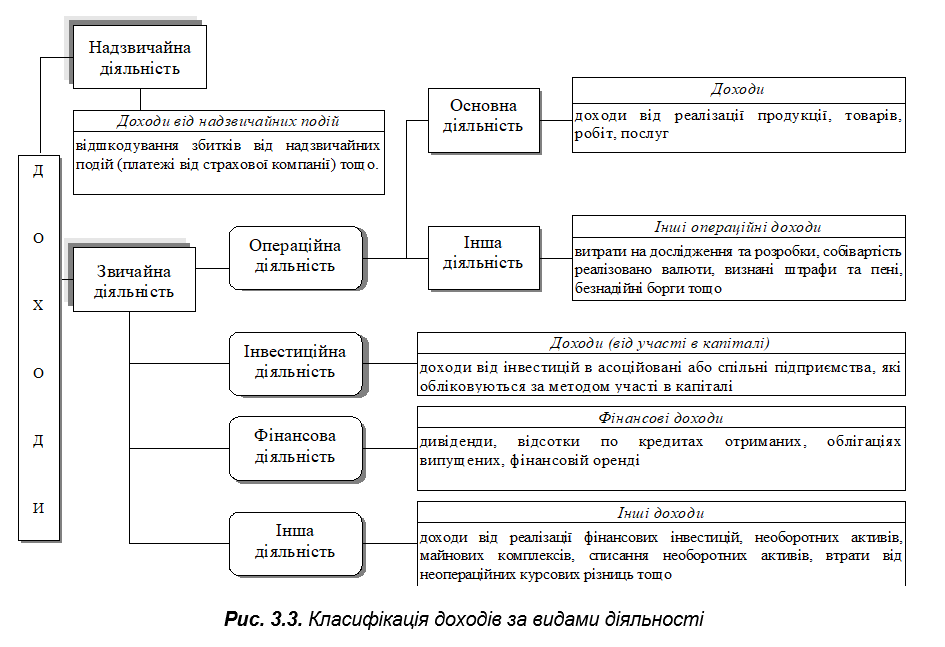 Надзвичайна
діяльність
Доходи від надзвичайних подій
відшкодування збитків від надзвичайних
подій (платежі від страхової компанії) тощо.
ДОХОДИ
Звичайна
діяльність
Операційна
діяльність
Основна
діяльність
Доходи
доходи від реалізації продукції, товарів,
робіт, послуг
Інша
діяльність
Інші операційні доходи
витрати на дослідження та розробки, собівартість
реалізовано валюти, визнані штрафи та пені,
безнадійні борги тощо
Інвестиційна
діяльність
Доходи (від участі в капіталі)
доходи від інвестицій в асоційовані або спільні підприємства, які
обліковуються за методом участі в капіталі
Фінансова
діяльність
Фінансові доходи
дивіденди, відсотки по кредитах отриманих, облігаціях
випущених, фінансовій оренді
Інша
діяльність
Інші доходи
доходи від реалізації фінансових інвестицій, необоротних активів,
майнових комплексів, списання необоротних активів, втрати від
неопераційних курсових різниць тощо
Рис. 3.3. Класифікація доходів за видами діяльності